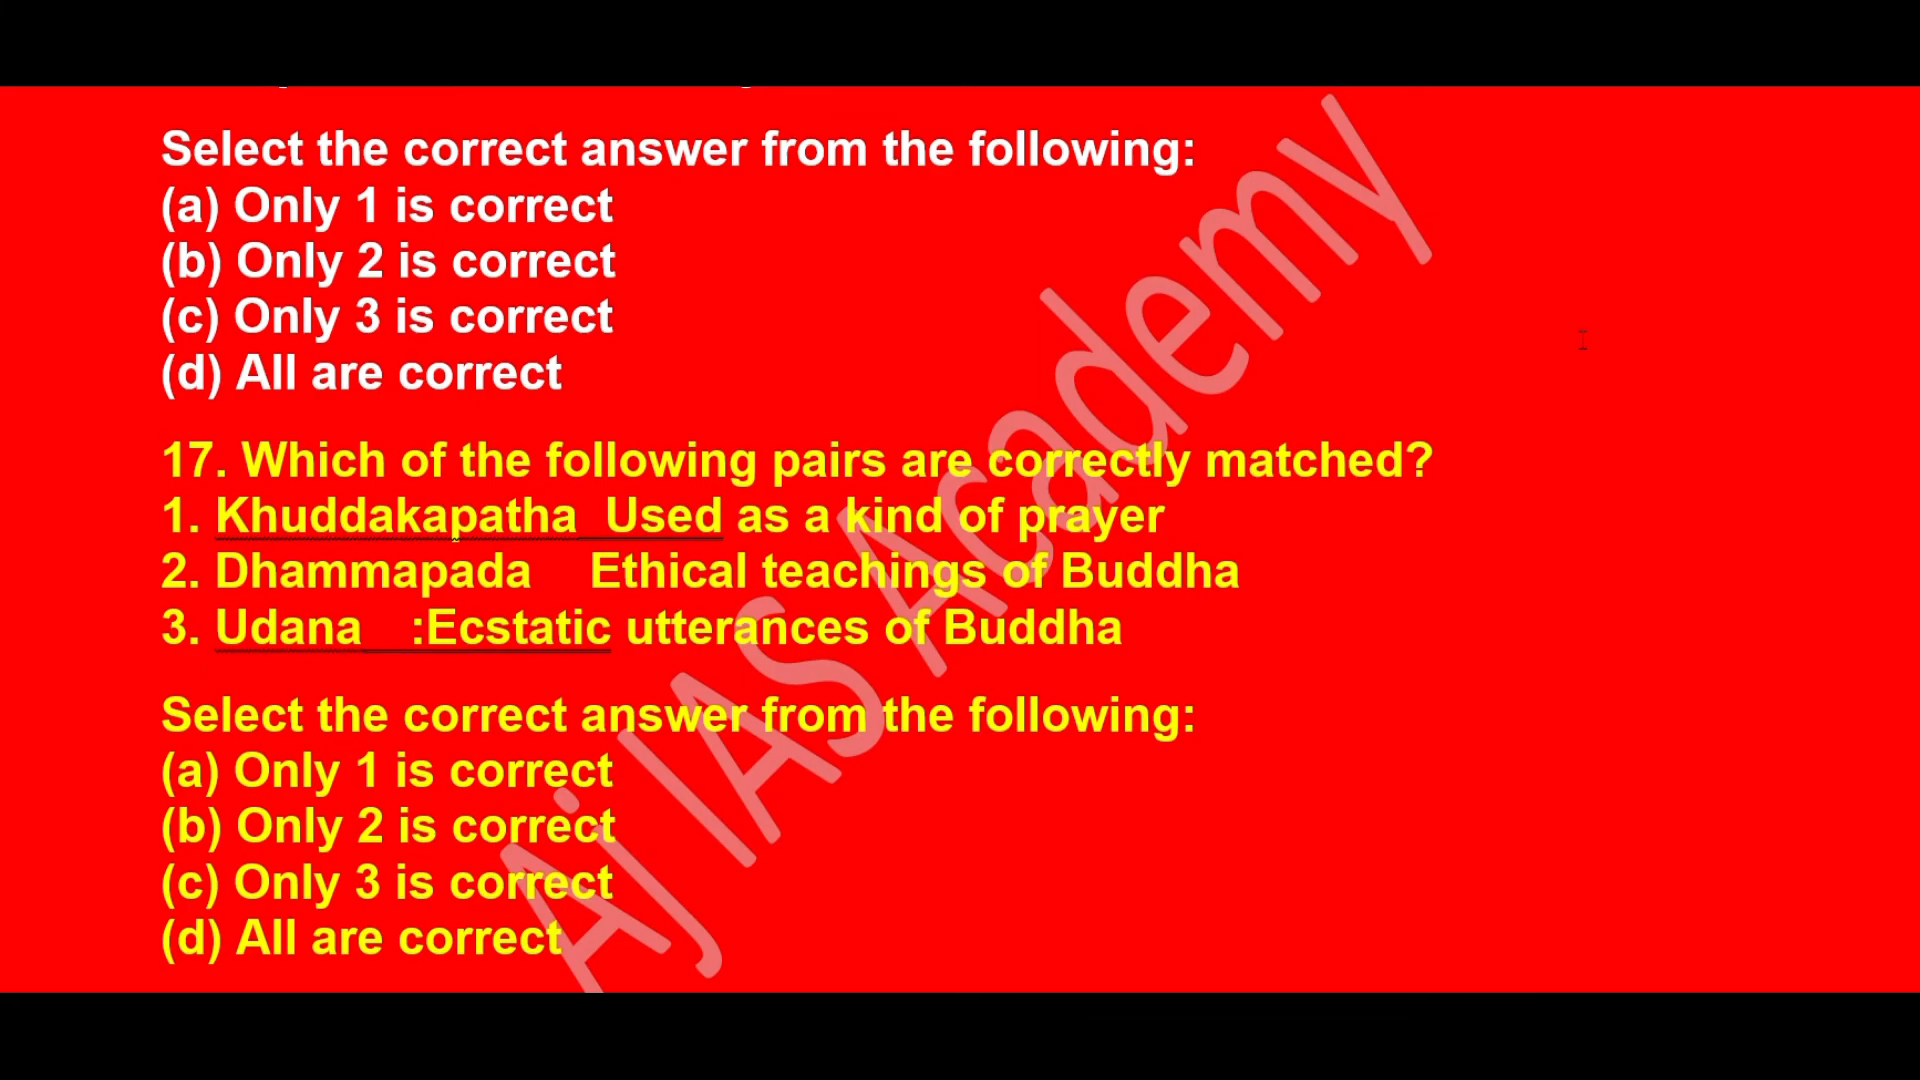 Select the correct answer from the following:
(a) Only 1 is correct
(b) Only 2 is correct
(c) Only 3 is correct
(d) All are correct
17. Which of the following pairs are correctly matched?
1. Khuddakapatha  Used as a kind of prayer
2. Dhammapada    Ethical teachings of Buddha
3. Udana   :Ecstatic utterances of Buddha
Select the correct answer from the following:
(a) Only 1 is correct
(b) Only 2 is correct
(c) Only 3 is correct
(d) All are correct
Aj IAS Academy